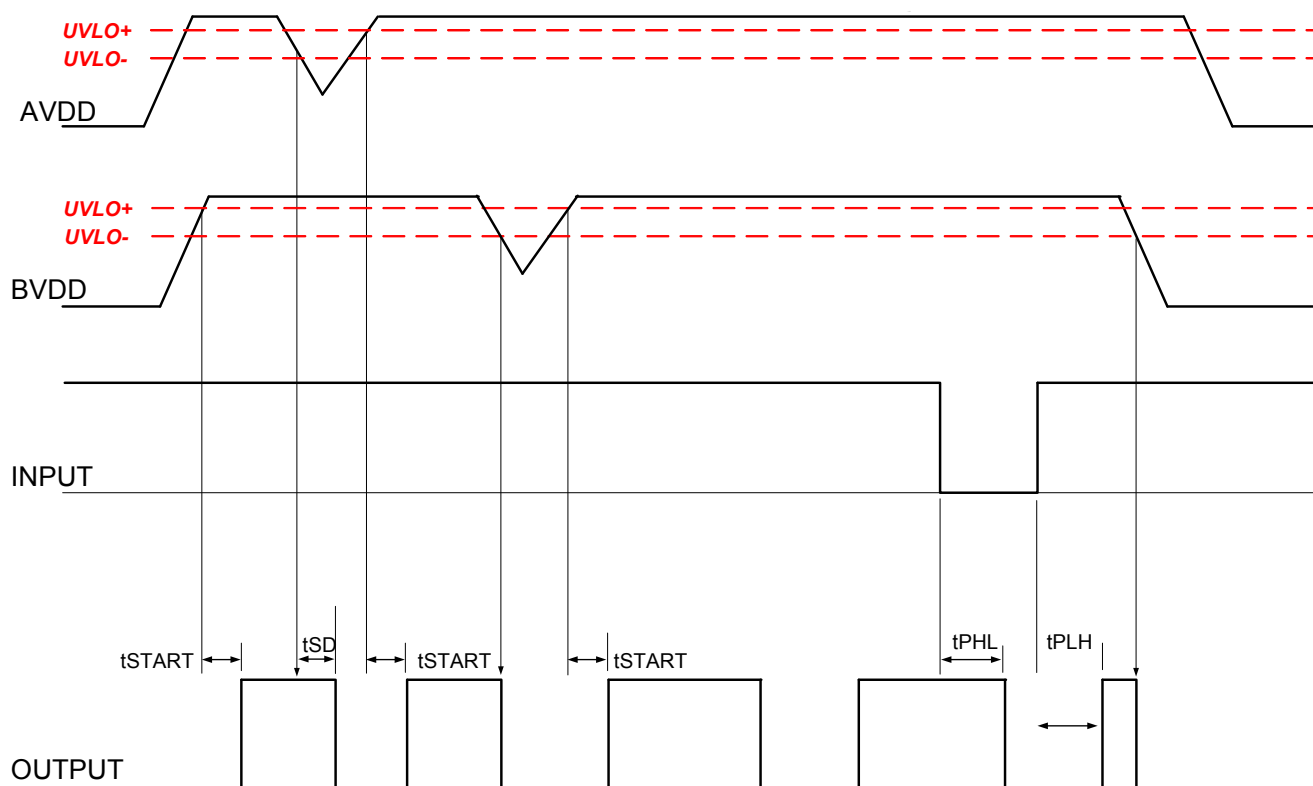 UVLO+
UVLO-
AVDD
UVLO+
UVLO-
BVDD
INPUT
tSTART
tSD
tSTART
tSTART
tPHL
tPLH
OUTPUT